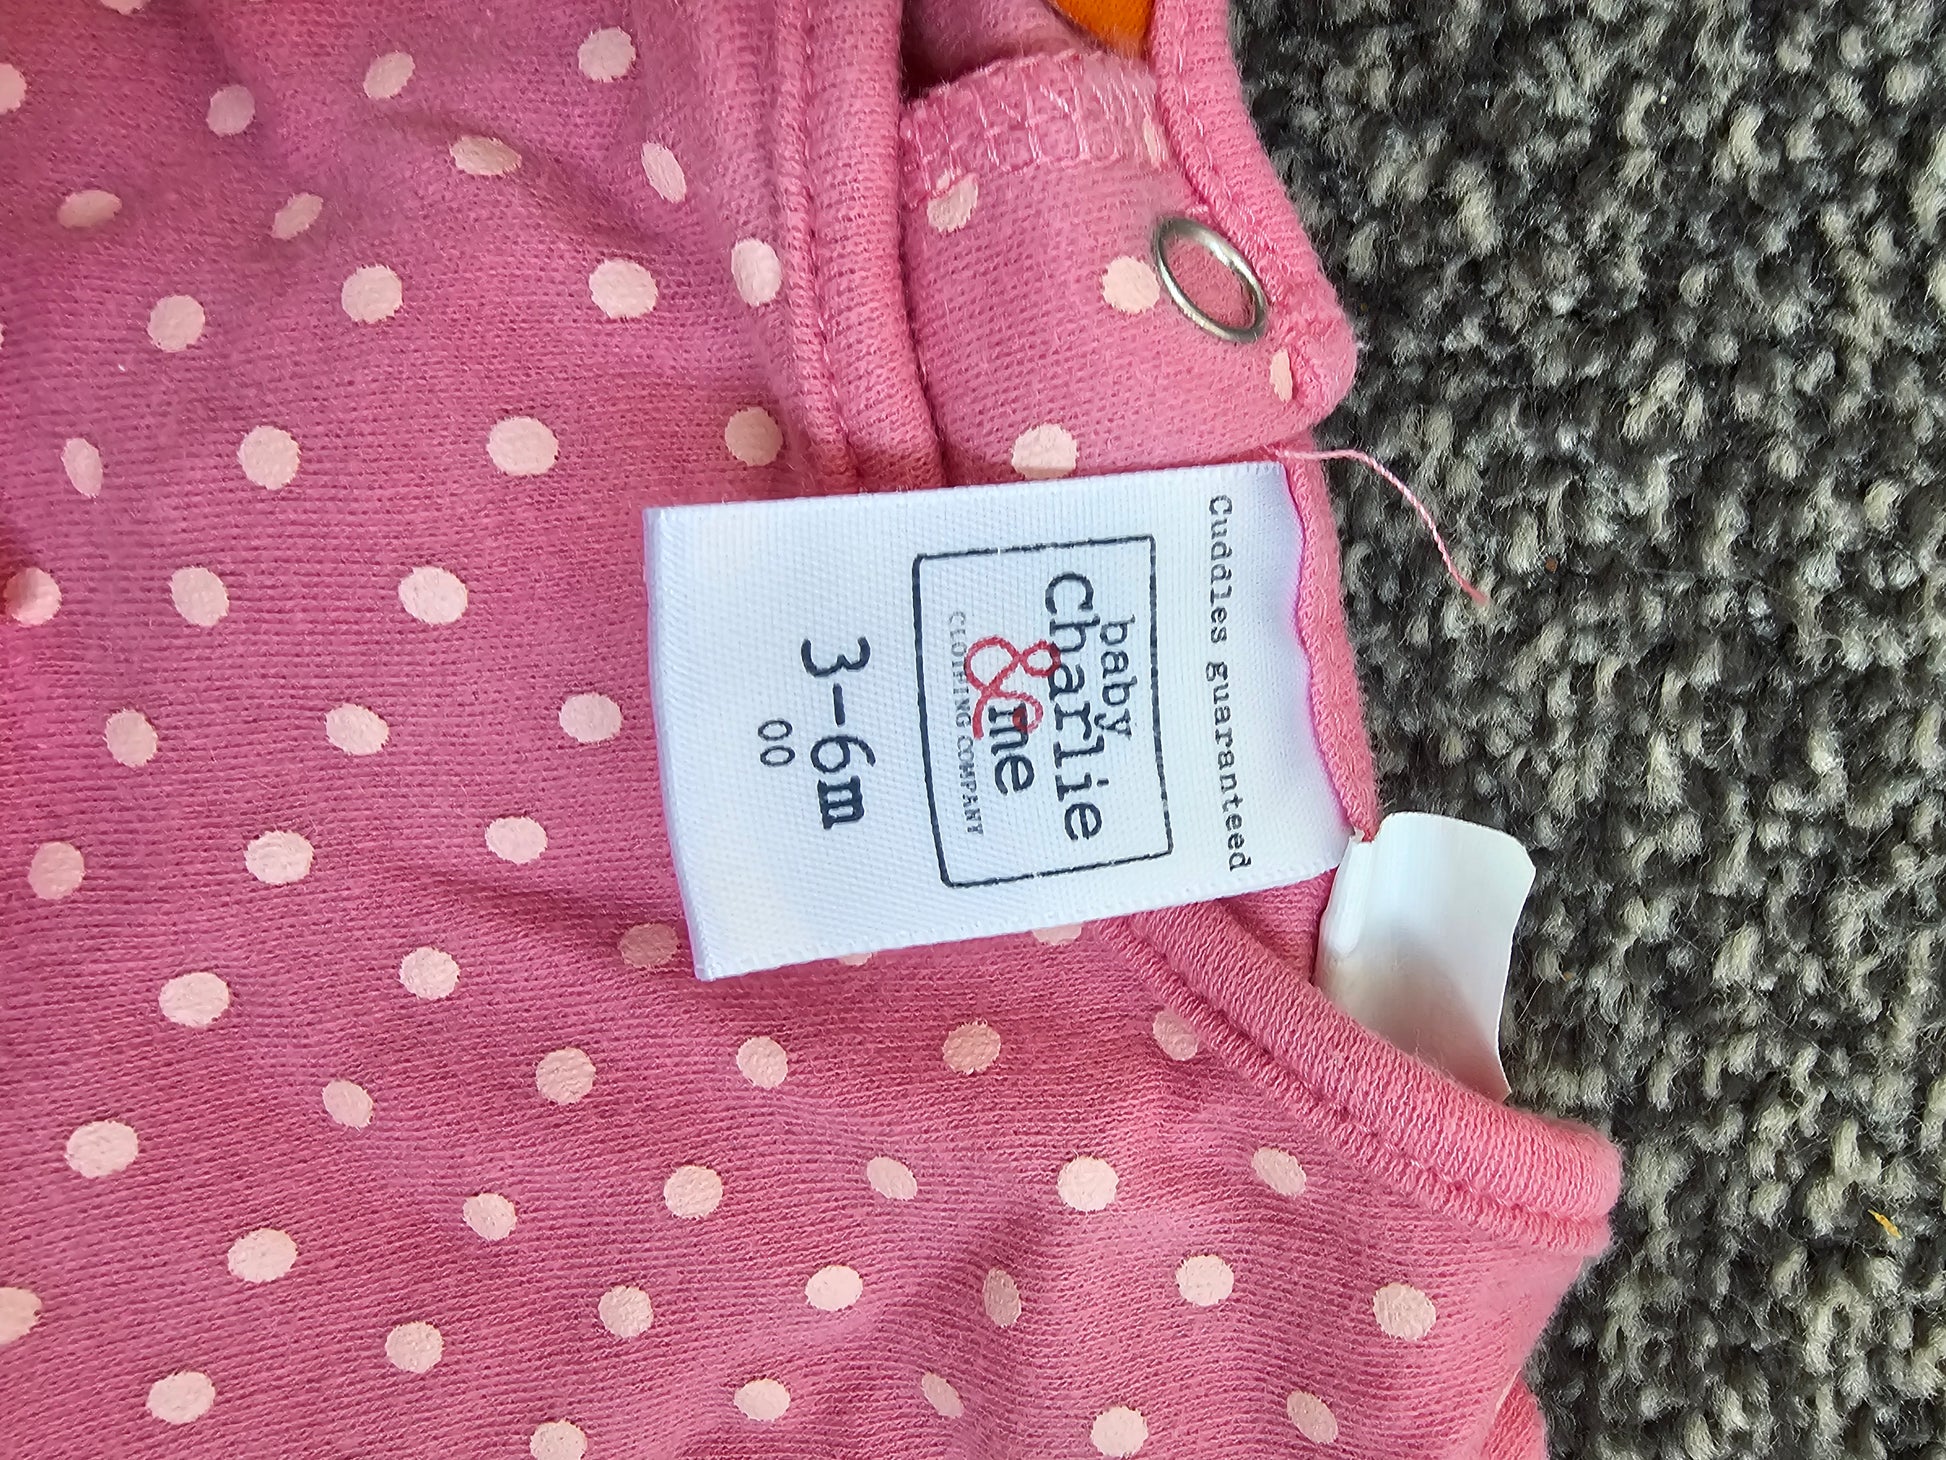 Cuddles guaranteed
baby
Charlie
&me
CLOTHING COMPANY
3-6m
00